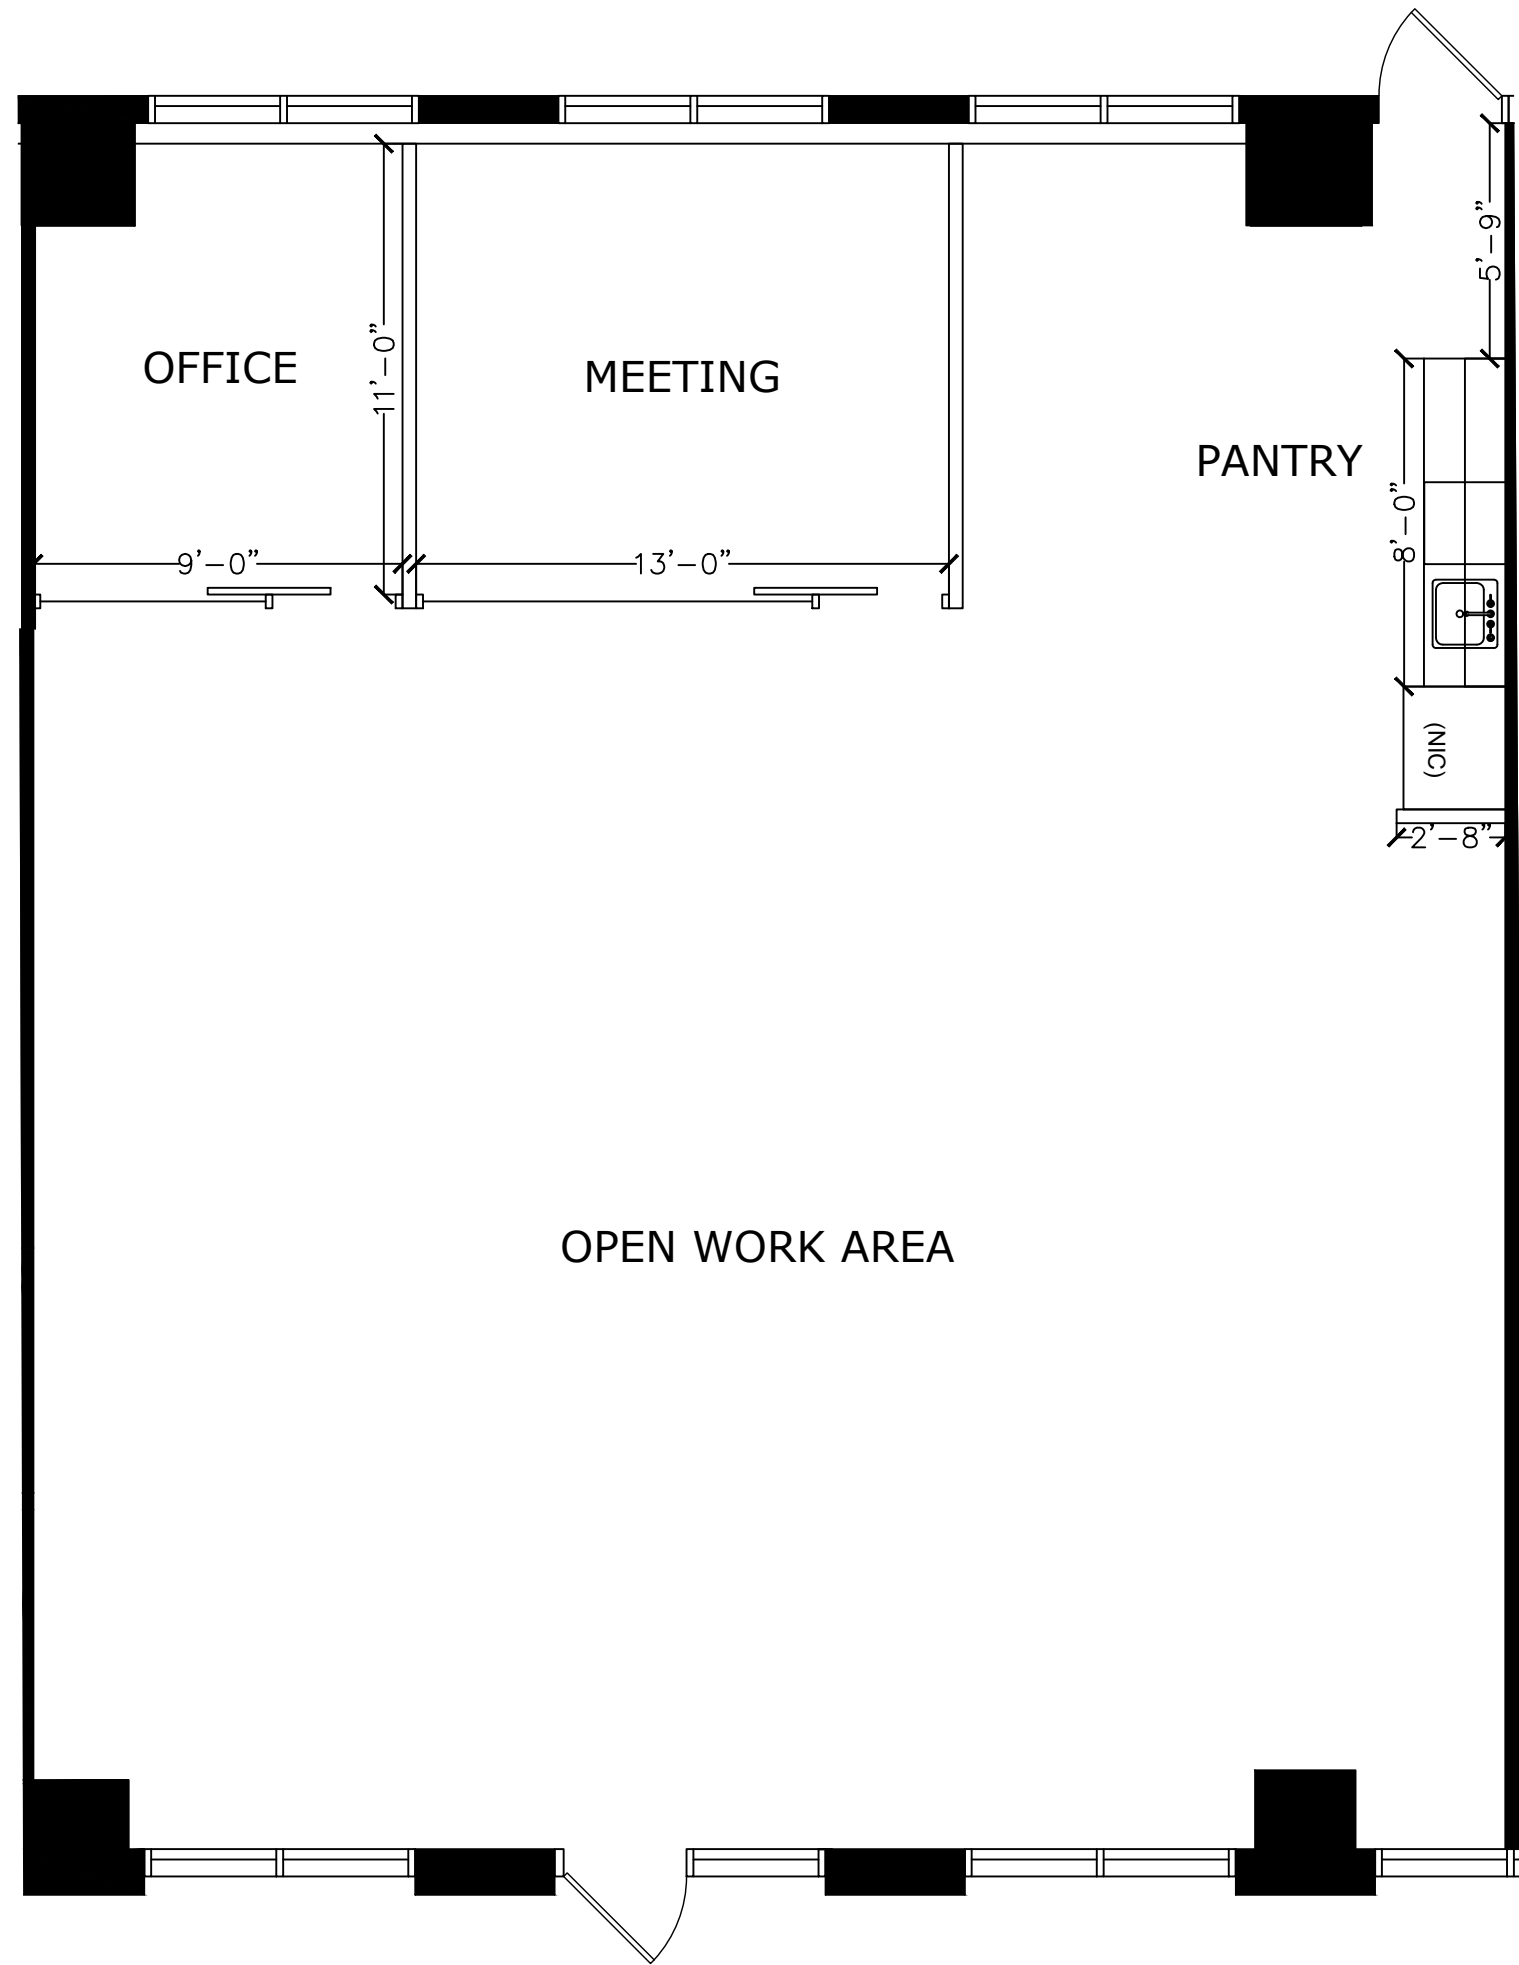 5’-9”
OFFICE
11’-0”
MEETING
PANTRY
8’-0”
9’-0”
13’-0”
(NIC)
2’-8”
OPEN WORK AREA